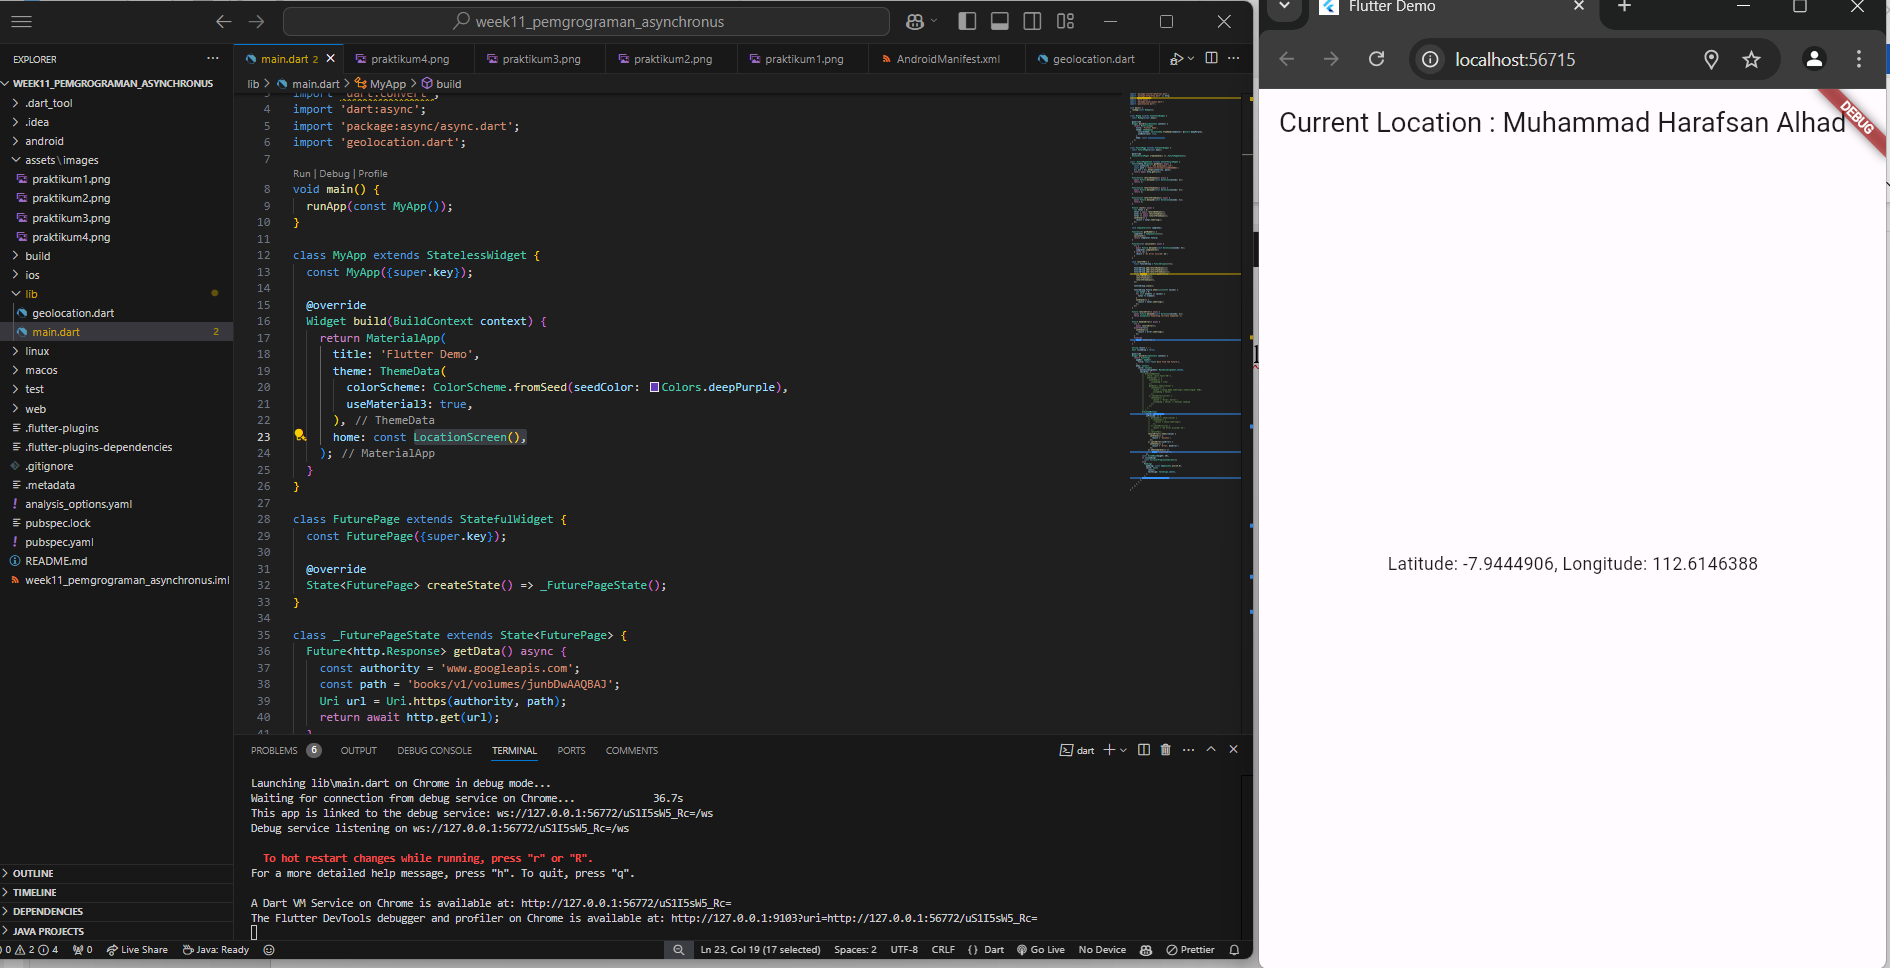 week11_pemgrograman_asynchronus
EXPLORER
WEEK11_PEMGROGRAMAN_ASYNCHRONUS
.dart_tool
.idea
android
assets\images
praktikum1.png
praktikum2.png
praktikum3.png
praktikum4.png
build
ios
lib
geolocation.dart
main.dart 2
linux
macos
test
web
.flutter-plugins
.flutter-plugins-dependencies
.gitignore
.metadata
analysis_options.yaml
pubspec.lock
pubspec.yaml
README.md
week11_pemgrograman_asynchronus.iml
OUTLINE
TIMELINE
DEPENDENCIES
JAVA PROJECTS
main.dart 2 praktikum4.png praktikum3.png praktikum2.png praktikum1.png AndroidManifest.xml geolocation.dart
lib > main.dart > MyApp > build
3 import 'dart:convert';
4 import 'dart:async';
5 import 'package:async/async.dart';
6 import 'geolocation.dart';
7
Run | Debug | Profile
8 void main() {
9 runApp(const MyApp());
10 }
11
12 class MyApp extends StatelessWidget {
13 const MyApp({super.key});
14
15 @override
16 Widget build(BuildContext context) {
17 return MaterialApp(
18 title: 'Flutter Demo',
19 theme: ThemeData(
20 colorScheme: ColorScheme.fromSeed(seedColor: Colors.deepPurple),
21 useMaterial3: true,
22 ), // ThemeData
23 home: const LocationScreen(),
24 ); // MaterialApp
25 }
26 }
27
28 class FuturePage extends StatefulWidget {
29 const FuturePage({super.key});
30
31 @override
32 State<FuturePage> createState() => _FuturePageState();
33 }
34
35 class _FuturePageState extends State<FuturePage> {
36 Future<http.Response> getData() async {
37 const authority = 'www.googleapis.com';
38 const path = 'books/v1/volumes/junbDwAAQBAJ';
39 Uri url = Uri.https(authority, path);
40 return await http.get(url);
41 }
PROBLEMS 6 OUTPUT DEBUG CONSOLE TERMINAL PORTS COMMENTS
dart
Launching lib\main.dart on Chrome in debug mode...
Waiting for connection from debug service on Chrome... 36.7s
This app is linked to the debug service: ws://127.0.0.1:56772/uS1I5sW5_Rc=/ws
Debug service listening on ws://127.0.0.1:56772/uS1I5sW5_Rc=/ws
To hot restart changes while running, press "r" or "R".
For a more detailed help message, press "h". To quit, press "q".
A Dart VM Service on Chrome is available at: http://127.0.0.1:56772/uS1I5sW5_Rc=
The Flutter DevTools debugger and profiler on Chrome is available at: http://127.0.0.1:9103?uri=http://127.0.0.1:56772/uS1I5sW5_Rc=
0 2 4 0 Live Share Java: Ready Ln 23, Col 19 (17 selected) Spaces: 2 UTF-8 CRLF {} Dart Go Live No Device Prettier
Flutter Demo
localhost:56715
Current Location : Muhammad Harafsan Alhad
DEBUG
Latitude: -7.9444906, Longitude: 112.6146388